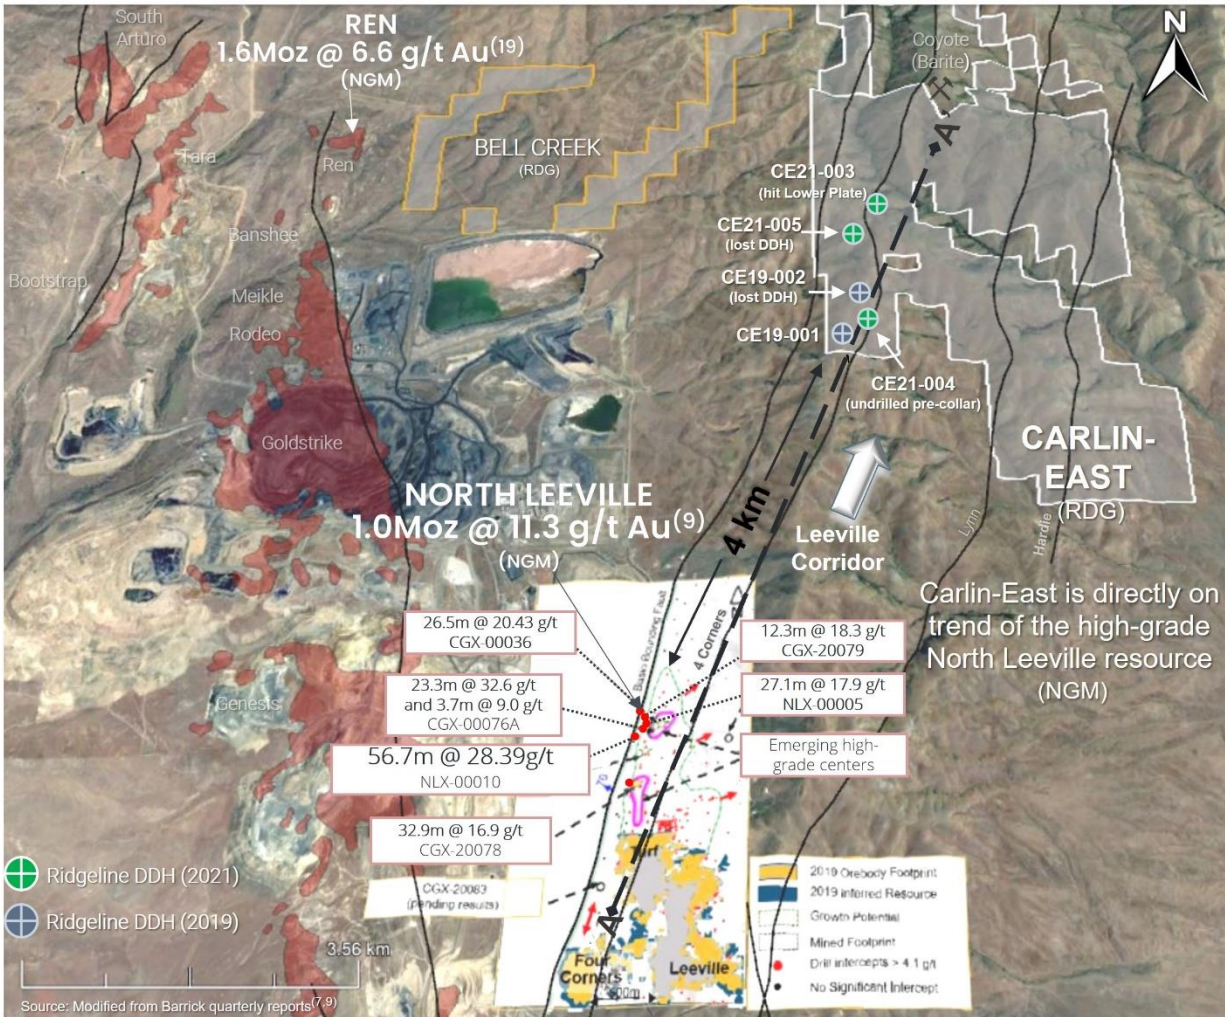 South
Arturo
REN
1.6Moz @ 6.6 g/t Au(19)
(NGM)
Coyote
(Barite)
N
Tara
Ren
BELL CREEK
(RDG)
A
CE21-003
(hit Lower Plate)
CE21-005
(lost DDH)
CE19-002
(lost DDH)
CE19-001
CE21-004
(undrilled pre-collar)
Banshee
Bootstrap
Meikle
Rodeo
Goldstrike
NORTH LEEVILLE
1.0Moz @ 11.3 g/t Au(9)
(NGM)
4 km
Leeville
Corridor
CARLIN-
EAST
(RDG)
Lynn
Hardie
Carlin-East is directly on
trend of the high-grade
North Leeville resource
(NGM)
Basin Bounding Fault
4 Corners
26.5m @ 20.43 g/t
CGX-00036
12.3m @ 18.3 g/t
CGX-20079
23.3m @ 32.6 g/t
and 3.7m @ 9.0 g/t
CGX-00076A
27.1m @ 17.9 g/t
NLX-00005
Genesis
56.7m @ 28.39g/t
NLX-00010
Emerging high-
grade centers
32.9m @ 16.9 g/t
CGX-20078
Turf
CGX-20083
(pending results)
A
Four
Corners
Leeville
2019 Orebody Footprint
2019 Inferred Resource
Growth Potential
Mined Footprint
Drill intercepts > 4.1 g/t
No Significant Intercept
Ridgeline DDH (2021)
Ridgeline DDH (2019)
3.56 km
Source: Modified from Barrick quarterly reports(7,9)